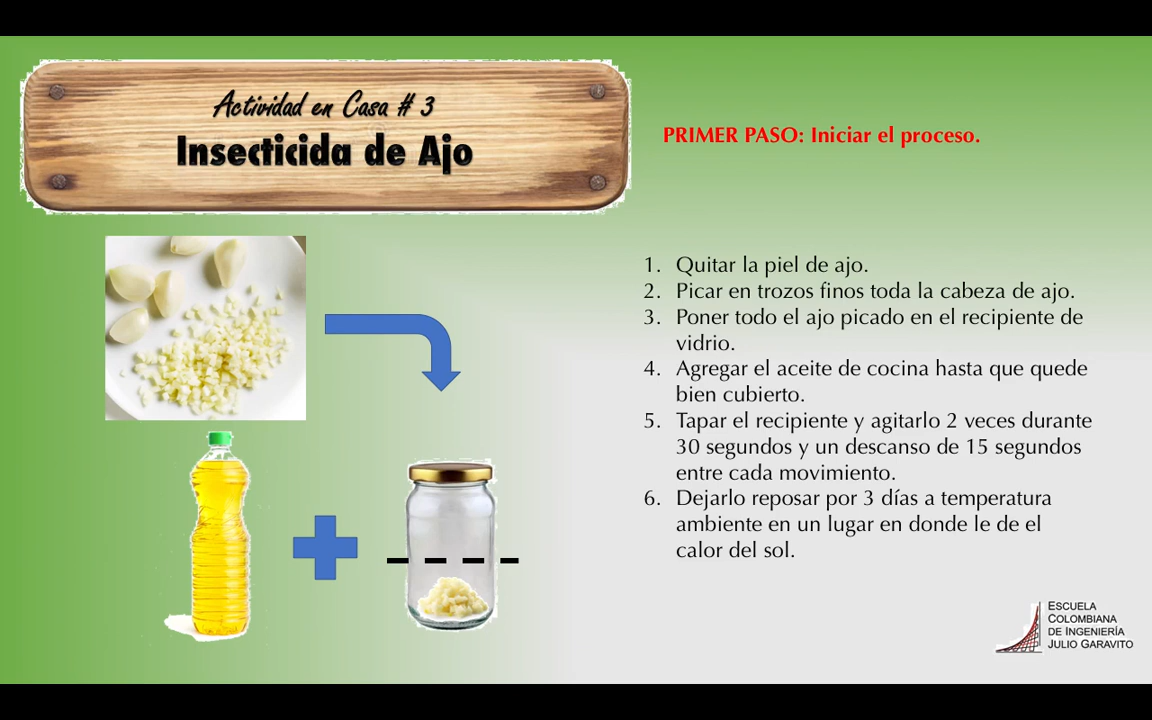 Actividad en Casa # 3
Insecticida de Ajo
PRIMER PASO: Iniciar el proceso.
1. Quitar la piel de ajo.
2. Picar en trozos finos toda la cabeza de ajo.
3. Poner todo el ajo picado en el recipiente de
vidrio.
4. Agregar el aceite de cocina hasta que quede
bien cubierto.
5. Tapar el recipiente y agitarlo 2 veces durante
30 segundos y un descanso de 15 segundos
entre cada movimiento.
6. Dejarlo reposar por 3 días a temperatura
ambiente en un lugar en donde le de el
calor del sol.
ESCUELA
COLOMBIANA
DE INGENIERÍA
JULIO GARAVITO